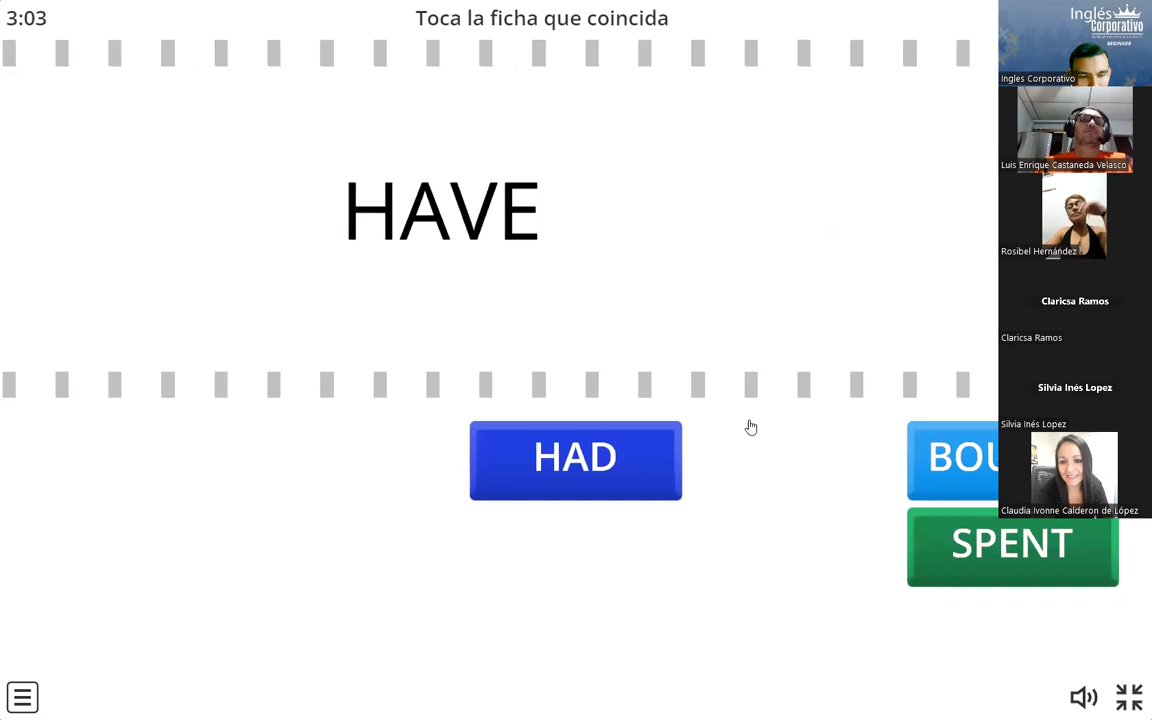 3:03
Toca la ficha que coincida
HAVE
HAD
BOU
SPENT
Inglés
Corporativo
BEGINNER
Ingles Corporativo
Luis Enrique Castaneda Velasco
Rosibel Hernández
Claricsa Ramos
Claricsa Ramos
Silvia Inés Lopez
Silvia Inés Lopez
Claudia Ivonne Calderon de López